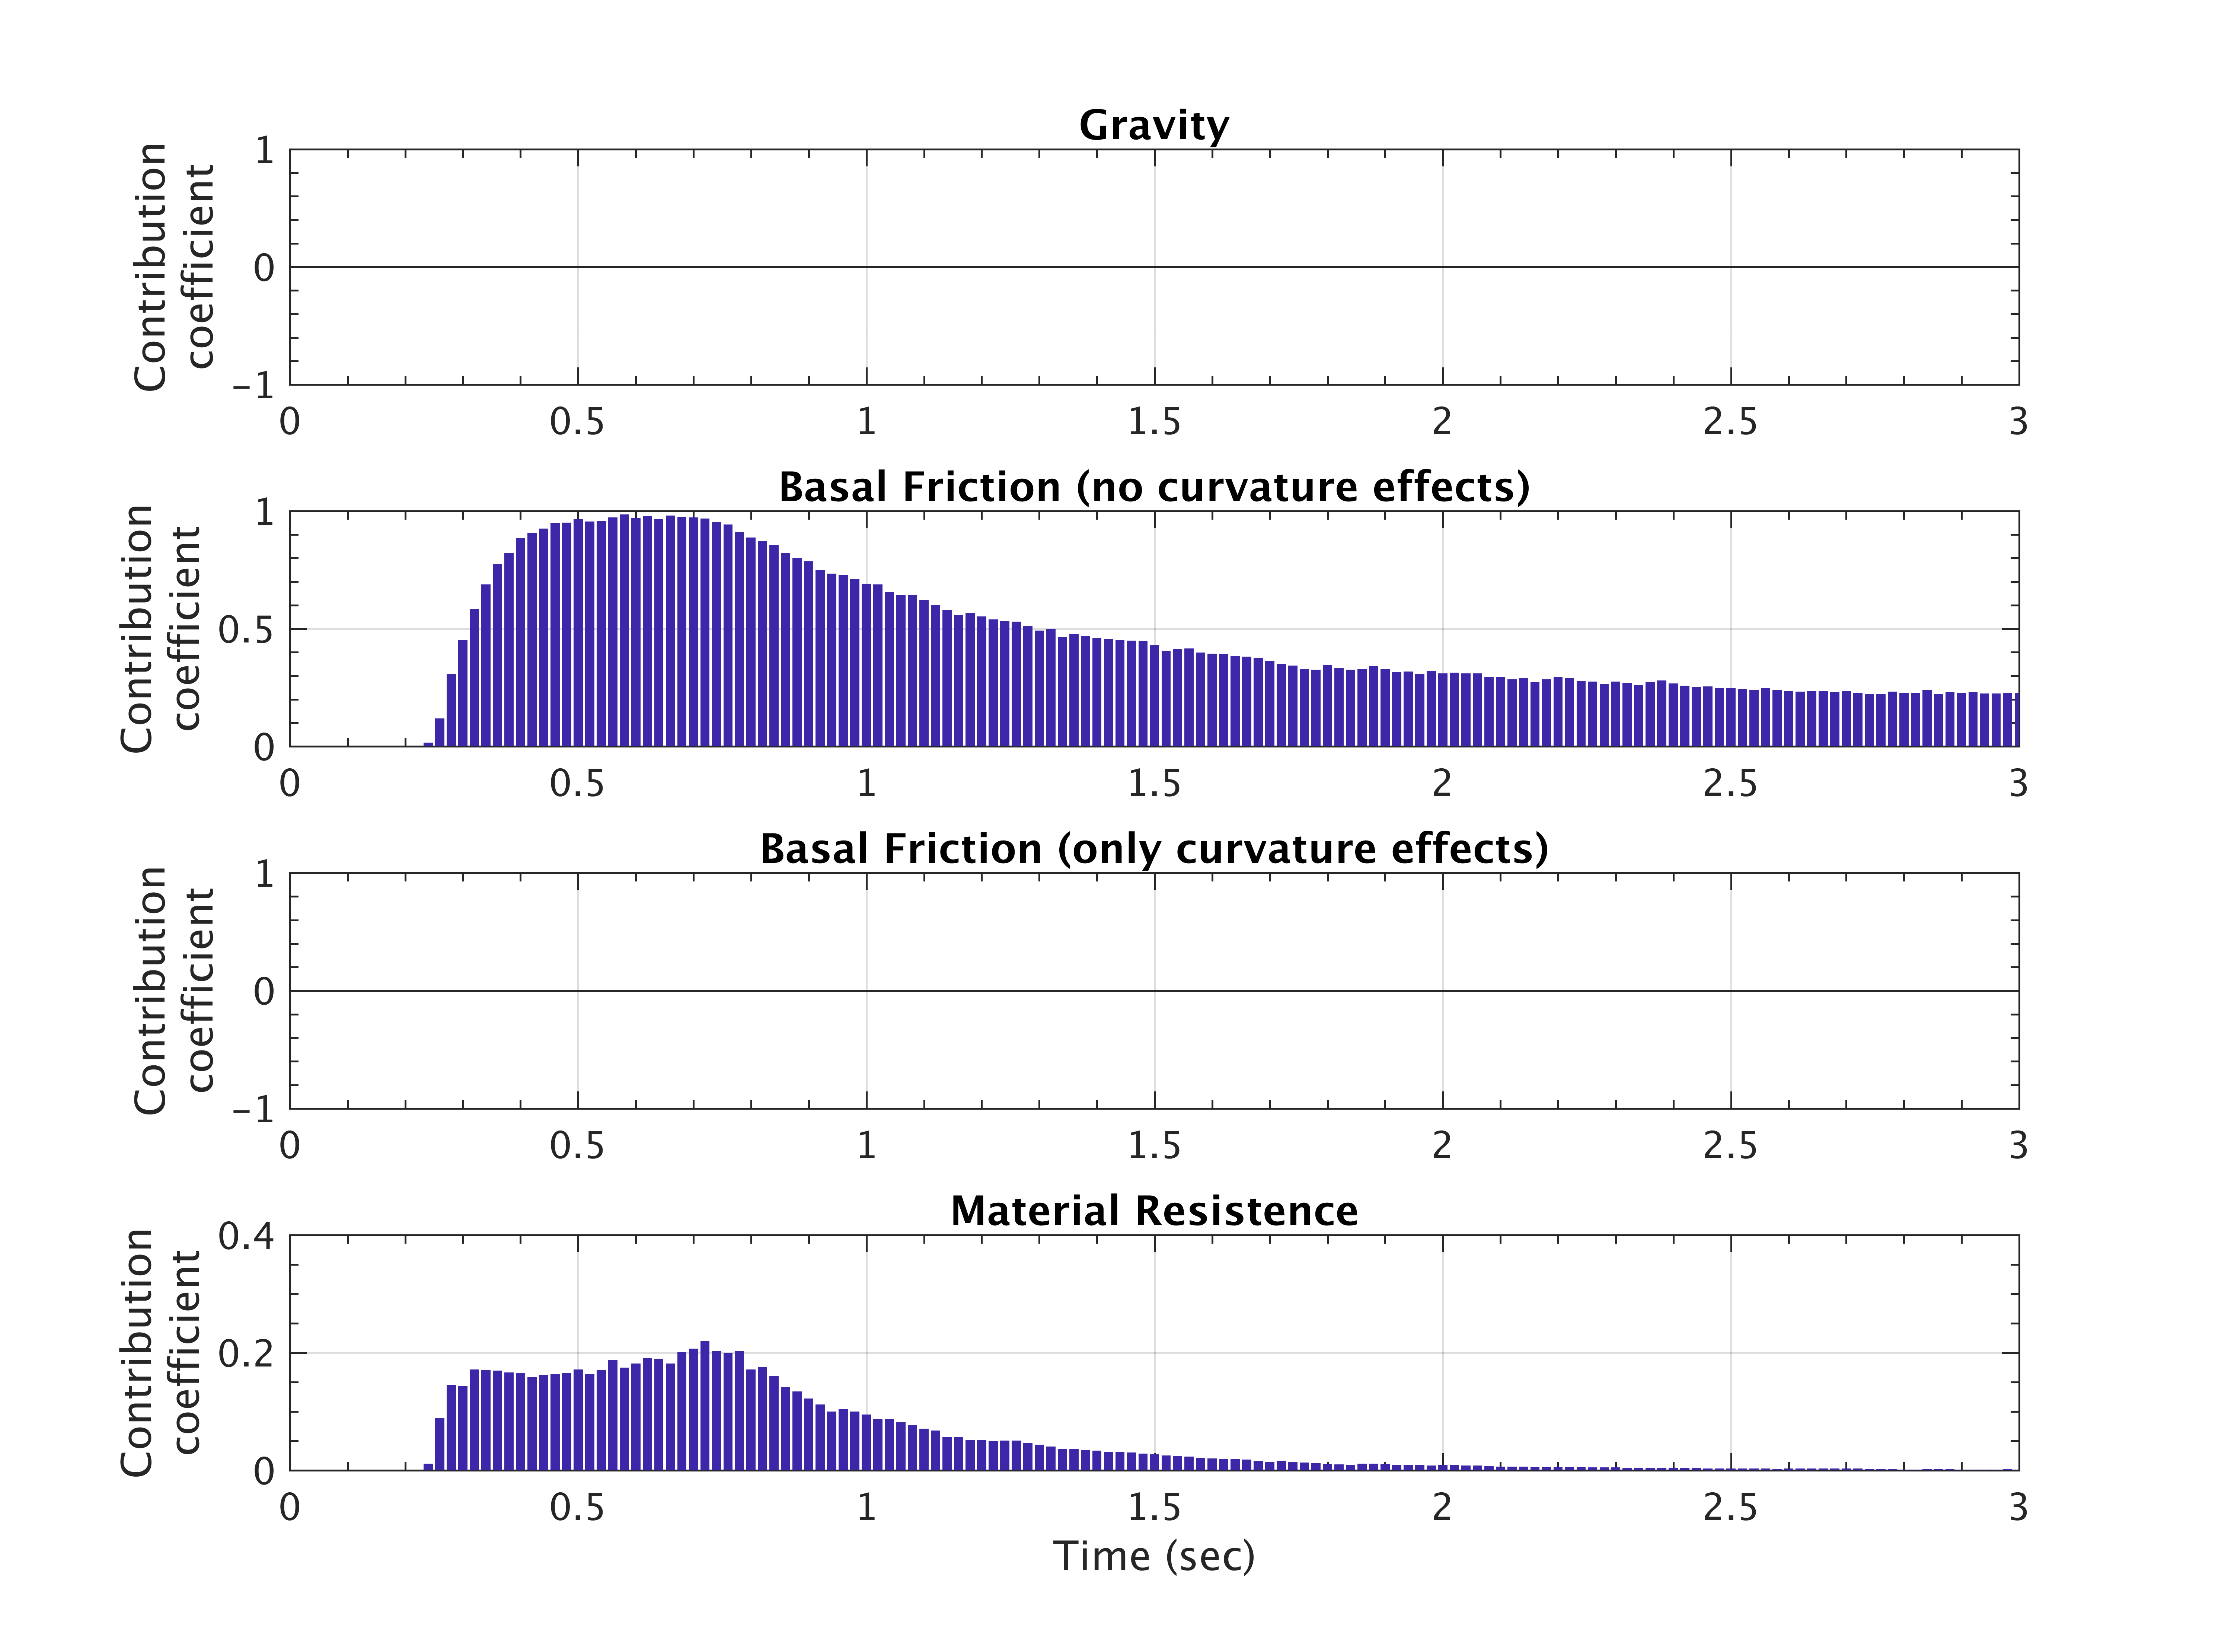 Gravity
Contribution
coefficient
1
0
−1
0 0.5 1 1.5 2 2.5 3
Basal Friction (no curvature effects)
Contribution
coefficient
1
0.5
0
0 0.5 1 1.5 2 2.5 3
Basal Friction (only curvature effects)
Contribution
coefficient
1
0
−1
0 0.5 1 1.5 2 2.5 3
Material Resistence
Contribution
coefficient
0.4
0.2
0
0 0.5 1 1.5 2 2.5 3
Time (sec)